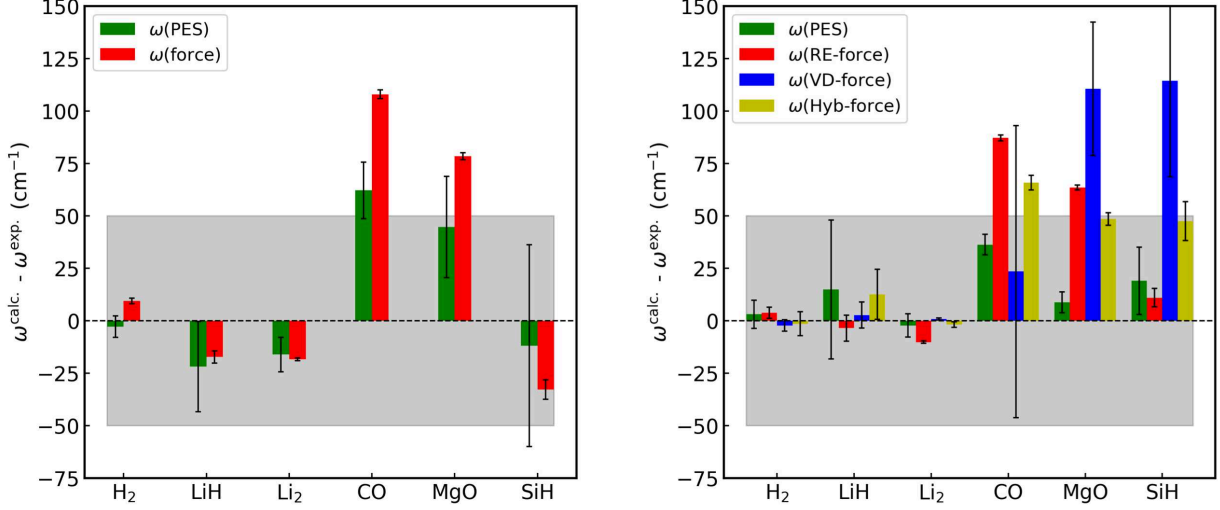 150
125
100
75
50
25
0
−25
−50
−75
ω^calc. - ω^exp. (cm⁻¹)
ω(PES)
ω(force)
H₂ LiH Li₂ CO MgO SiH
150
125
100
75
50
25
0
−25
−50
−75
ω^calc. - ω^exp. (cm⁻¹)
ω(PES)
ω(RE-force)
ω(VD-force)
ω(Hyb-force)
H₂ LiH Li₂ CO MgO SiH